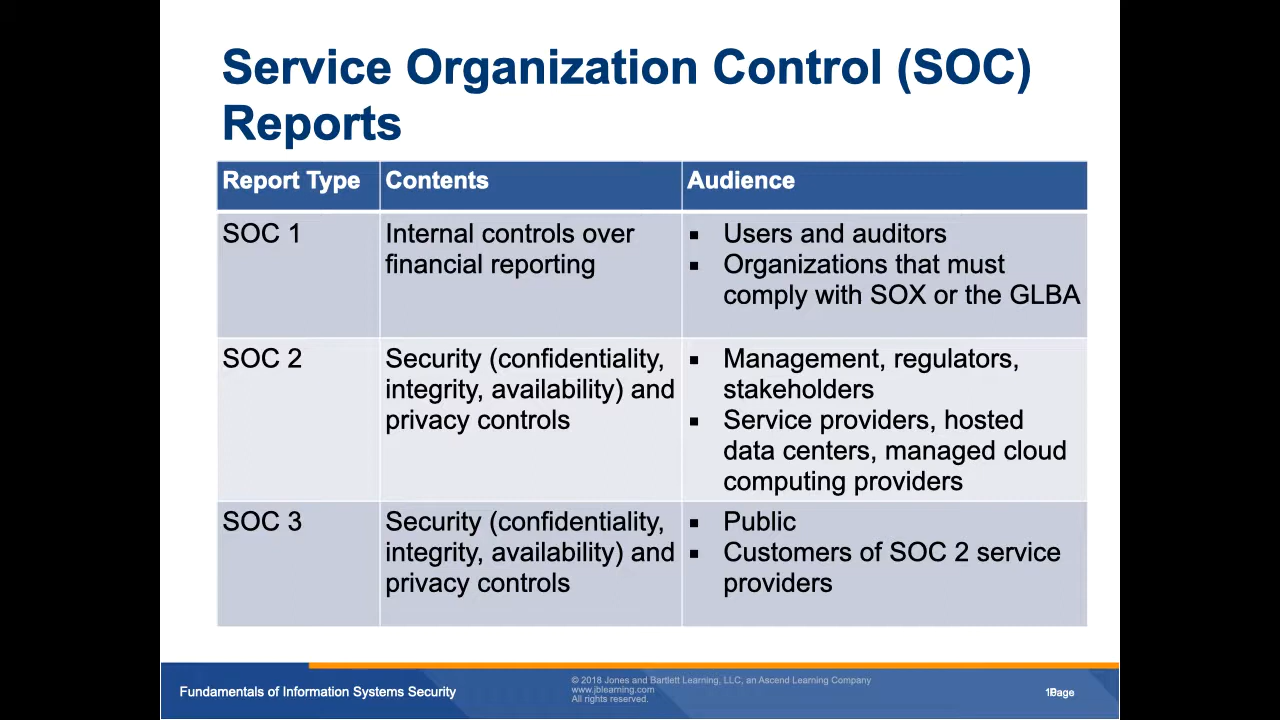 Service Organization Control (SOC)
Reports
Report Type
Contents
Audience
SOC 1
Internal controls over
financial reporting
▪ Users and auditors
▪ Organizations that must
comply with SOX or the GLBA
SOC 2
Security (confidentiality,
integrity, availability) and
privacy controls
▪ Management, regulators,
stakeholders
▪ Service providers, hosted
data centers, managed cloud
computing providers
SOC 3
Security (confidentiality,
integrity, availability) and
privacy controls
▪ Public
▪ Customers of SOC 2 service
providers
Fundamentals of Information Systems Security
© 2018 Jones and Bartlett Learning, LLC, an Ascend Learning Company
www.jblearning.com
All rights reserved.
Page